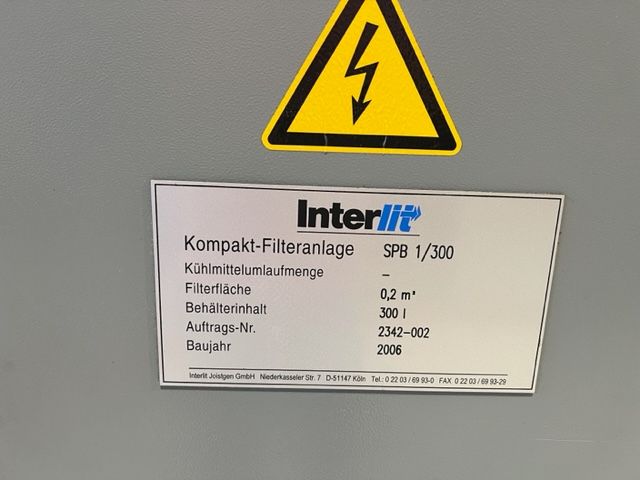 Interlit
Kompakt-Filteranlage SPB 1/300
Kühlmittelumlaufmenge –
Filterfläche 0,2 m²
Behälterinhalt 300 l
Auftrags-Nr. 2342-002
Baujahr 2006
Interlit Joistgen GmbH Niederkasseler Str. 7 D-51147 Köln Tel.: 0 22 03 / 69 93-0 FAX 0 22 03 / 69 93-29